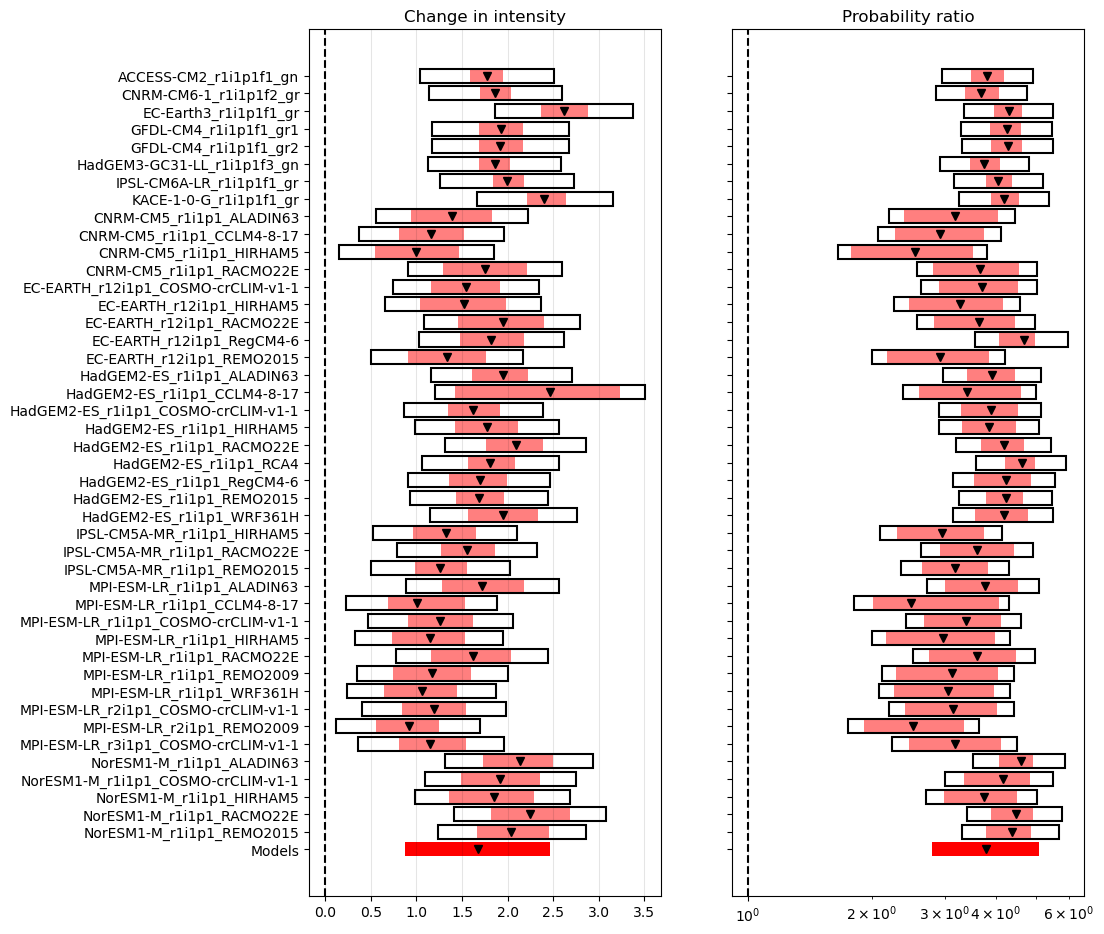 Change in intensity
Probability ratio
ACCESS-CM2_r1i1p1f1_gn
CNRM-CM6-1_r1i1p1f2_gr
EC-Earth3_r1i1p1f1_gr
GFDL-CM4_r1i1p1f1_gr1
GFDL-CM4_r1i1p1f1_gr2
HadGEM3-GC31-LL_r1i1p1f3_gn
IPSL-CM6A-LR_r1i1p1f1_gr
KACE-1-0-G_r1i1p1f1_gr
CNRM-CM5_r1i1p1_ALADIN63
CNRM-CM5_r1i1p1_CCLM4-8-17
CNRM-CM5_r1i1p1_HIRHAM5
CNRM-CM5_r1i1p1_RACMO22E
EC-EARTH_r12i1p1_COSMO-crCLIM-v1-1
EC-EARTH_r12i1p1_HIRHAM5
EC-EARTH_r12i1p1_RACMO22E
EC-EARTH_r12i1p1_RegCM4-6
EC-EARTH_r12i1p1_REMO2015
HadGEM2-ES_r1i1p1_ALADIN63
HadGEM2-ES_r1i1p1_CCLM4-8-17
HadGEM2-ES_r1i1p1_COSMO-crCLIM-v1-1
HadGEM2-ES_r1i1p1_HIRHAM5
HadGEM2-ES_r1i1p1_RACMO22E
HadGEM2-ES_r1i1p1_RCA4
HadGEM2-ES_r1i1p1_RegCM4-6
HadGEM2-ES_r1i1p1_REMO2015
HadGEM2-ES_r1i1p1_WRF361H
IPSL-CM5A-MR_r1i1p1_HIRHAM5
IPSL-CM5A-MR_r1i1p1_RACMO22E
IPSL-CM5A-MR_r1i1p1_REMO2015
MPI-ESM-LR_r1i1p1_ALADIN63
MPI-ESM-LR_r1i1p1_CCLM4-8-17
MPI-ESM-LR_r1i1p1_COSMO-crCLIM-v1-1
MPI-ESM-LR_r1i1p1_HIRHAM5
MPI-ESM-LR_r1i1p1_RACMO22E
MPI-ESM-LR_r1i1p1_REMO2009
MPI-ESM-LR_r1i1p1_WRF361H
MPI-ESM-LR_r2i1p1_COSMO-crCLIM-v1-1
MPI-ESM-LR_r2i1p1_REMO2009
MPI-ESM-LR_r3i1p1_COSMO-crCLIM-v1-1
NorESM1-M_r1i1p1_ALADIN63
NorESM1-M_r1i1p1_COSMO-crCLIM-v1-1
NorESM1-M_r1i1p1_HIRHAM5
NorESM1-M_r1i1p1_RACMO22E
NorESM1-M_r1i1p1_REMO2015
Models
0.0 0.5 1.0 1.5 2.0 2.5 3.0 3.5
10⁰ 2 × 10⁰ 3 × 10⁰ 4 × 10⁰ 6 × 10⁰